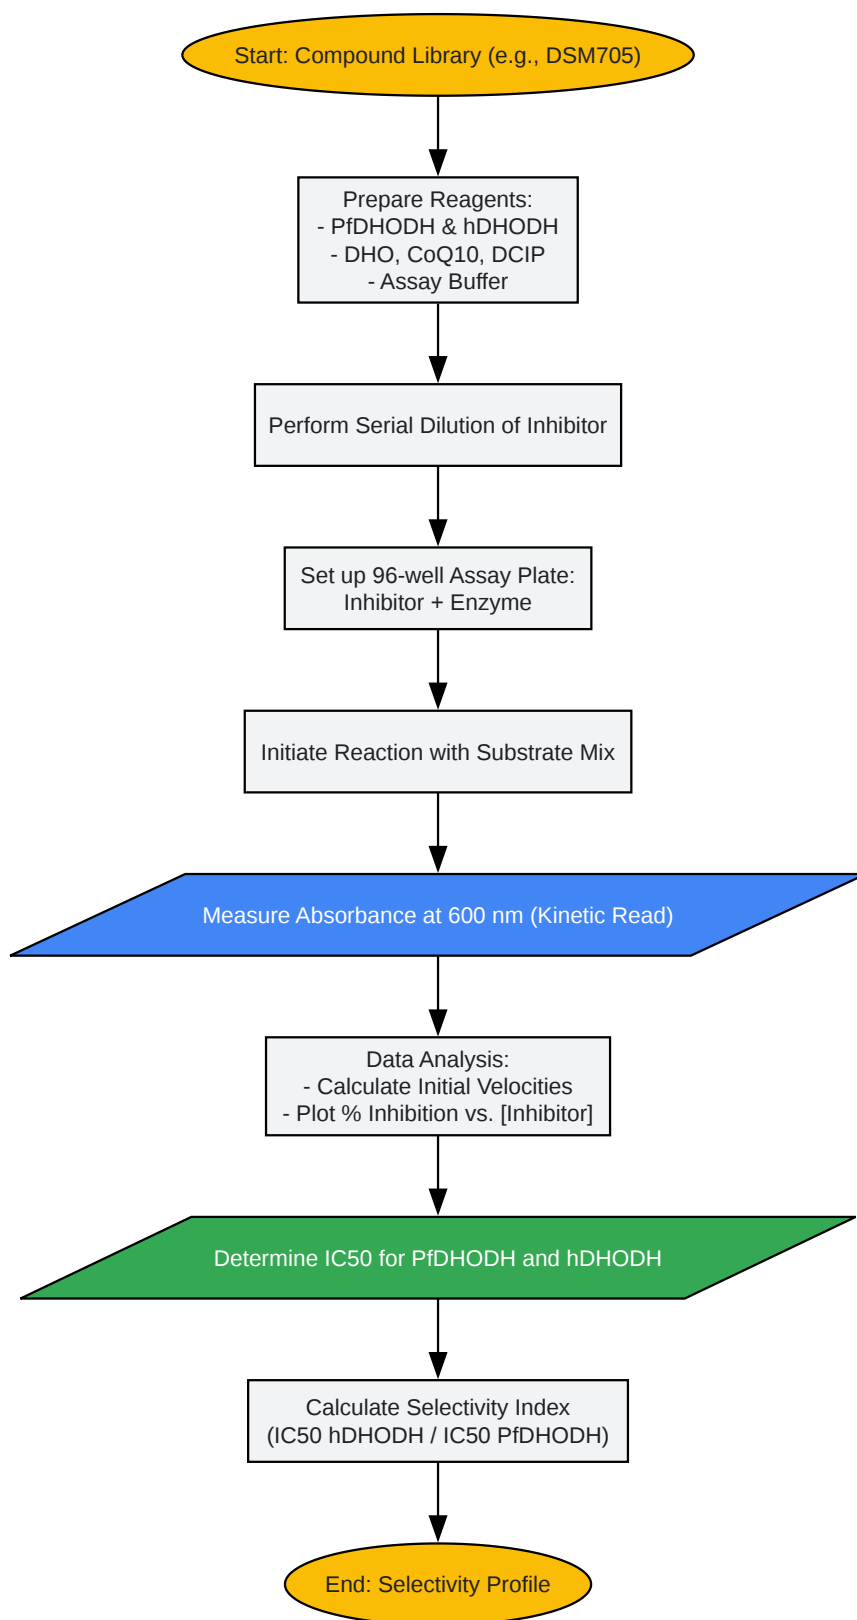 Start: Compound Library (e.g., DSM705)
Prepare Reagents:
- PfDHODH & hDHODH
- DHO, CoQ10, DCIP
- Assay Buffer
Perform Serial Dilution of Inhibitor
Set up 96-well Assay Plate:
Inhibitor + Enzyme
Initiate Reaction with Substrate Mix
Measure Absorbance at 600 nm (Kinetic Read)
Data Analysis:
- Calculate Initial Velocities
- Plot % Inhibition vs. [Inhibitor]
Determine IC50 for PfDHODH and hDHODH
Calculate Selectivity Index
(IC50 hDHODH / IC50 PfDHODH)
End: Selectivity Profile